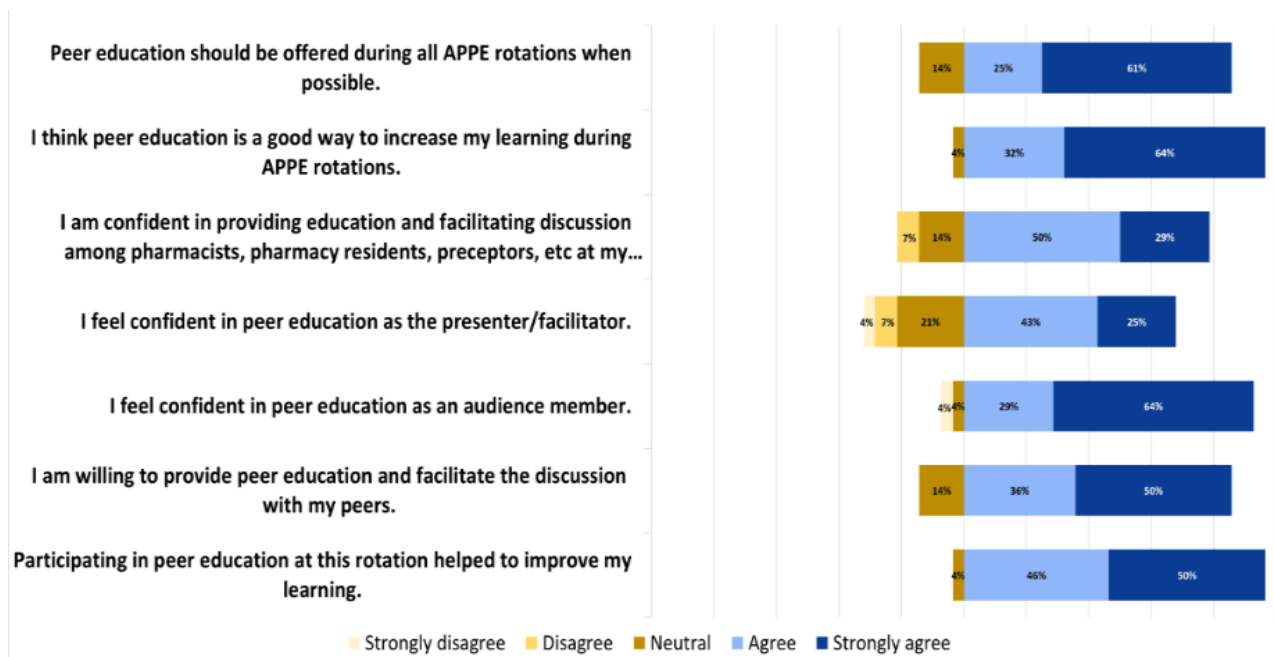 Peer education should be offered during all APPE rotations when
possible.
14% 25% 61%
I think peer education is a good way to increase my learning during
APPE rotations.
4% 32% 64%
I am confident in providing education and facilitating discussion
among pharmacists, pharmacy residents, preceptors, etc at my…
7% 14% 50% 29%
I feel confident in peer education as the presenter/facilitator.
4% 7% 21% 43% 25%
I feel confident in peer education as an audience member.
4% 4% 29% 64%
I am willing to provide peer education and facilitate the discussion
with my peers.
14% 36% 50%
Participating in peer education at this rotation helped to improve my
learning.
4% 46% 50%
Strongly disagree Disagree Neutral Agree Strongly agree